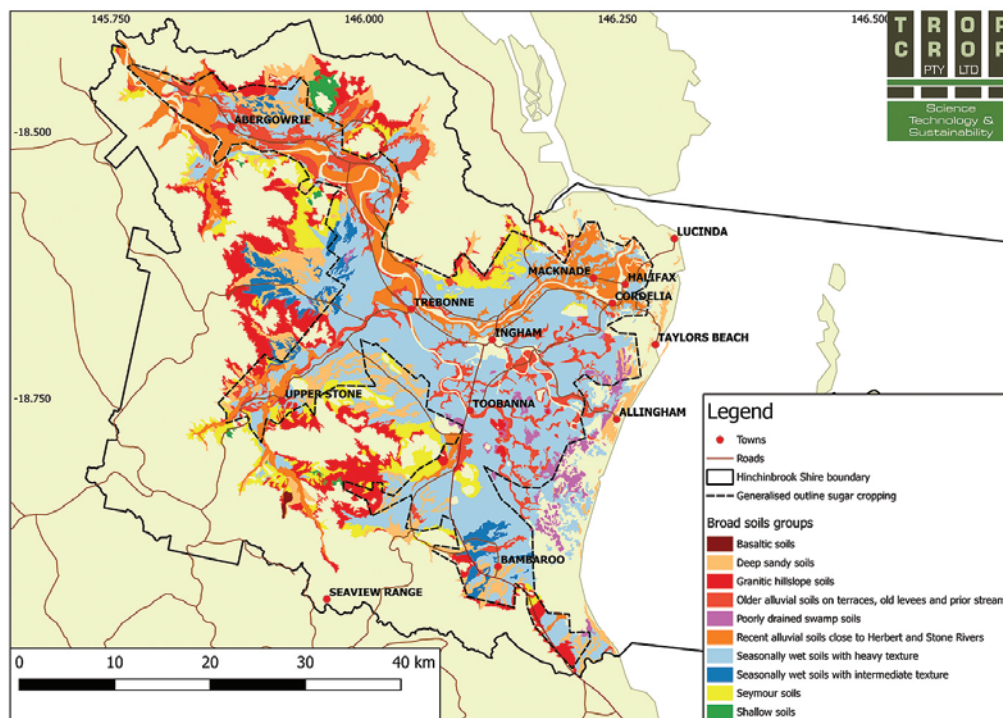 145.750
146.000
146.250
146.500
T R O P
C R O P
PTY LTD
Science
Technology &
Sustainability
-18.500
ABERGOWRIE
LUCINDA
MACKNADE
HALIFAX
CORDELIA
TREBONNE
INGHAM
TAYLORS BEACH
-18.750
UPPER STONE
TOOBANNA
ALLINGHAM
BAMBAROO
SEAVIEW RANGE
0 10 20 30 40 km
Legend
Towns
Roads
Hinchinbrook Shire boundary
Generalised outline sugar cropping
Broad soils groups
Basaltic soils
Deep sandy soils
Granitic hillslope soils
Older alluvial soils on terraces, old levees and prior stream
Poorly drained swamp soils
Recent alluvial soils close to Herbert and Stone Rivers
Seasonally wet soils with heavy texture
Seasonally wet soils with intermediate texture
Seymour soils
Shallow soils